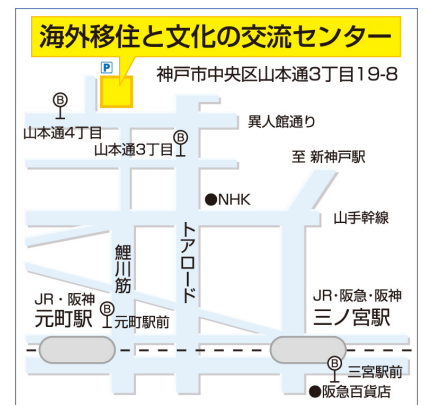 海外移住と文化の交流センター
P
神戸市中央区山本通3丁目19-8
B
山本通4丁目
異人館通り
B
山本通3丁目
至 新神戸駅
●NHK
山手幹線
トアロード
鯉川筋
JR・阪神
元町駅
B
元町駅前
JR・阪急・阪神
三ノ宮駅
B
三宮駅前
●阪急百貨店